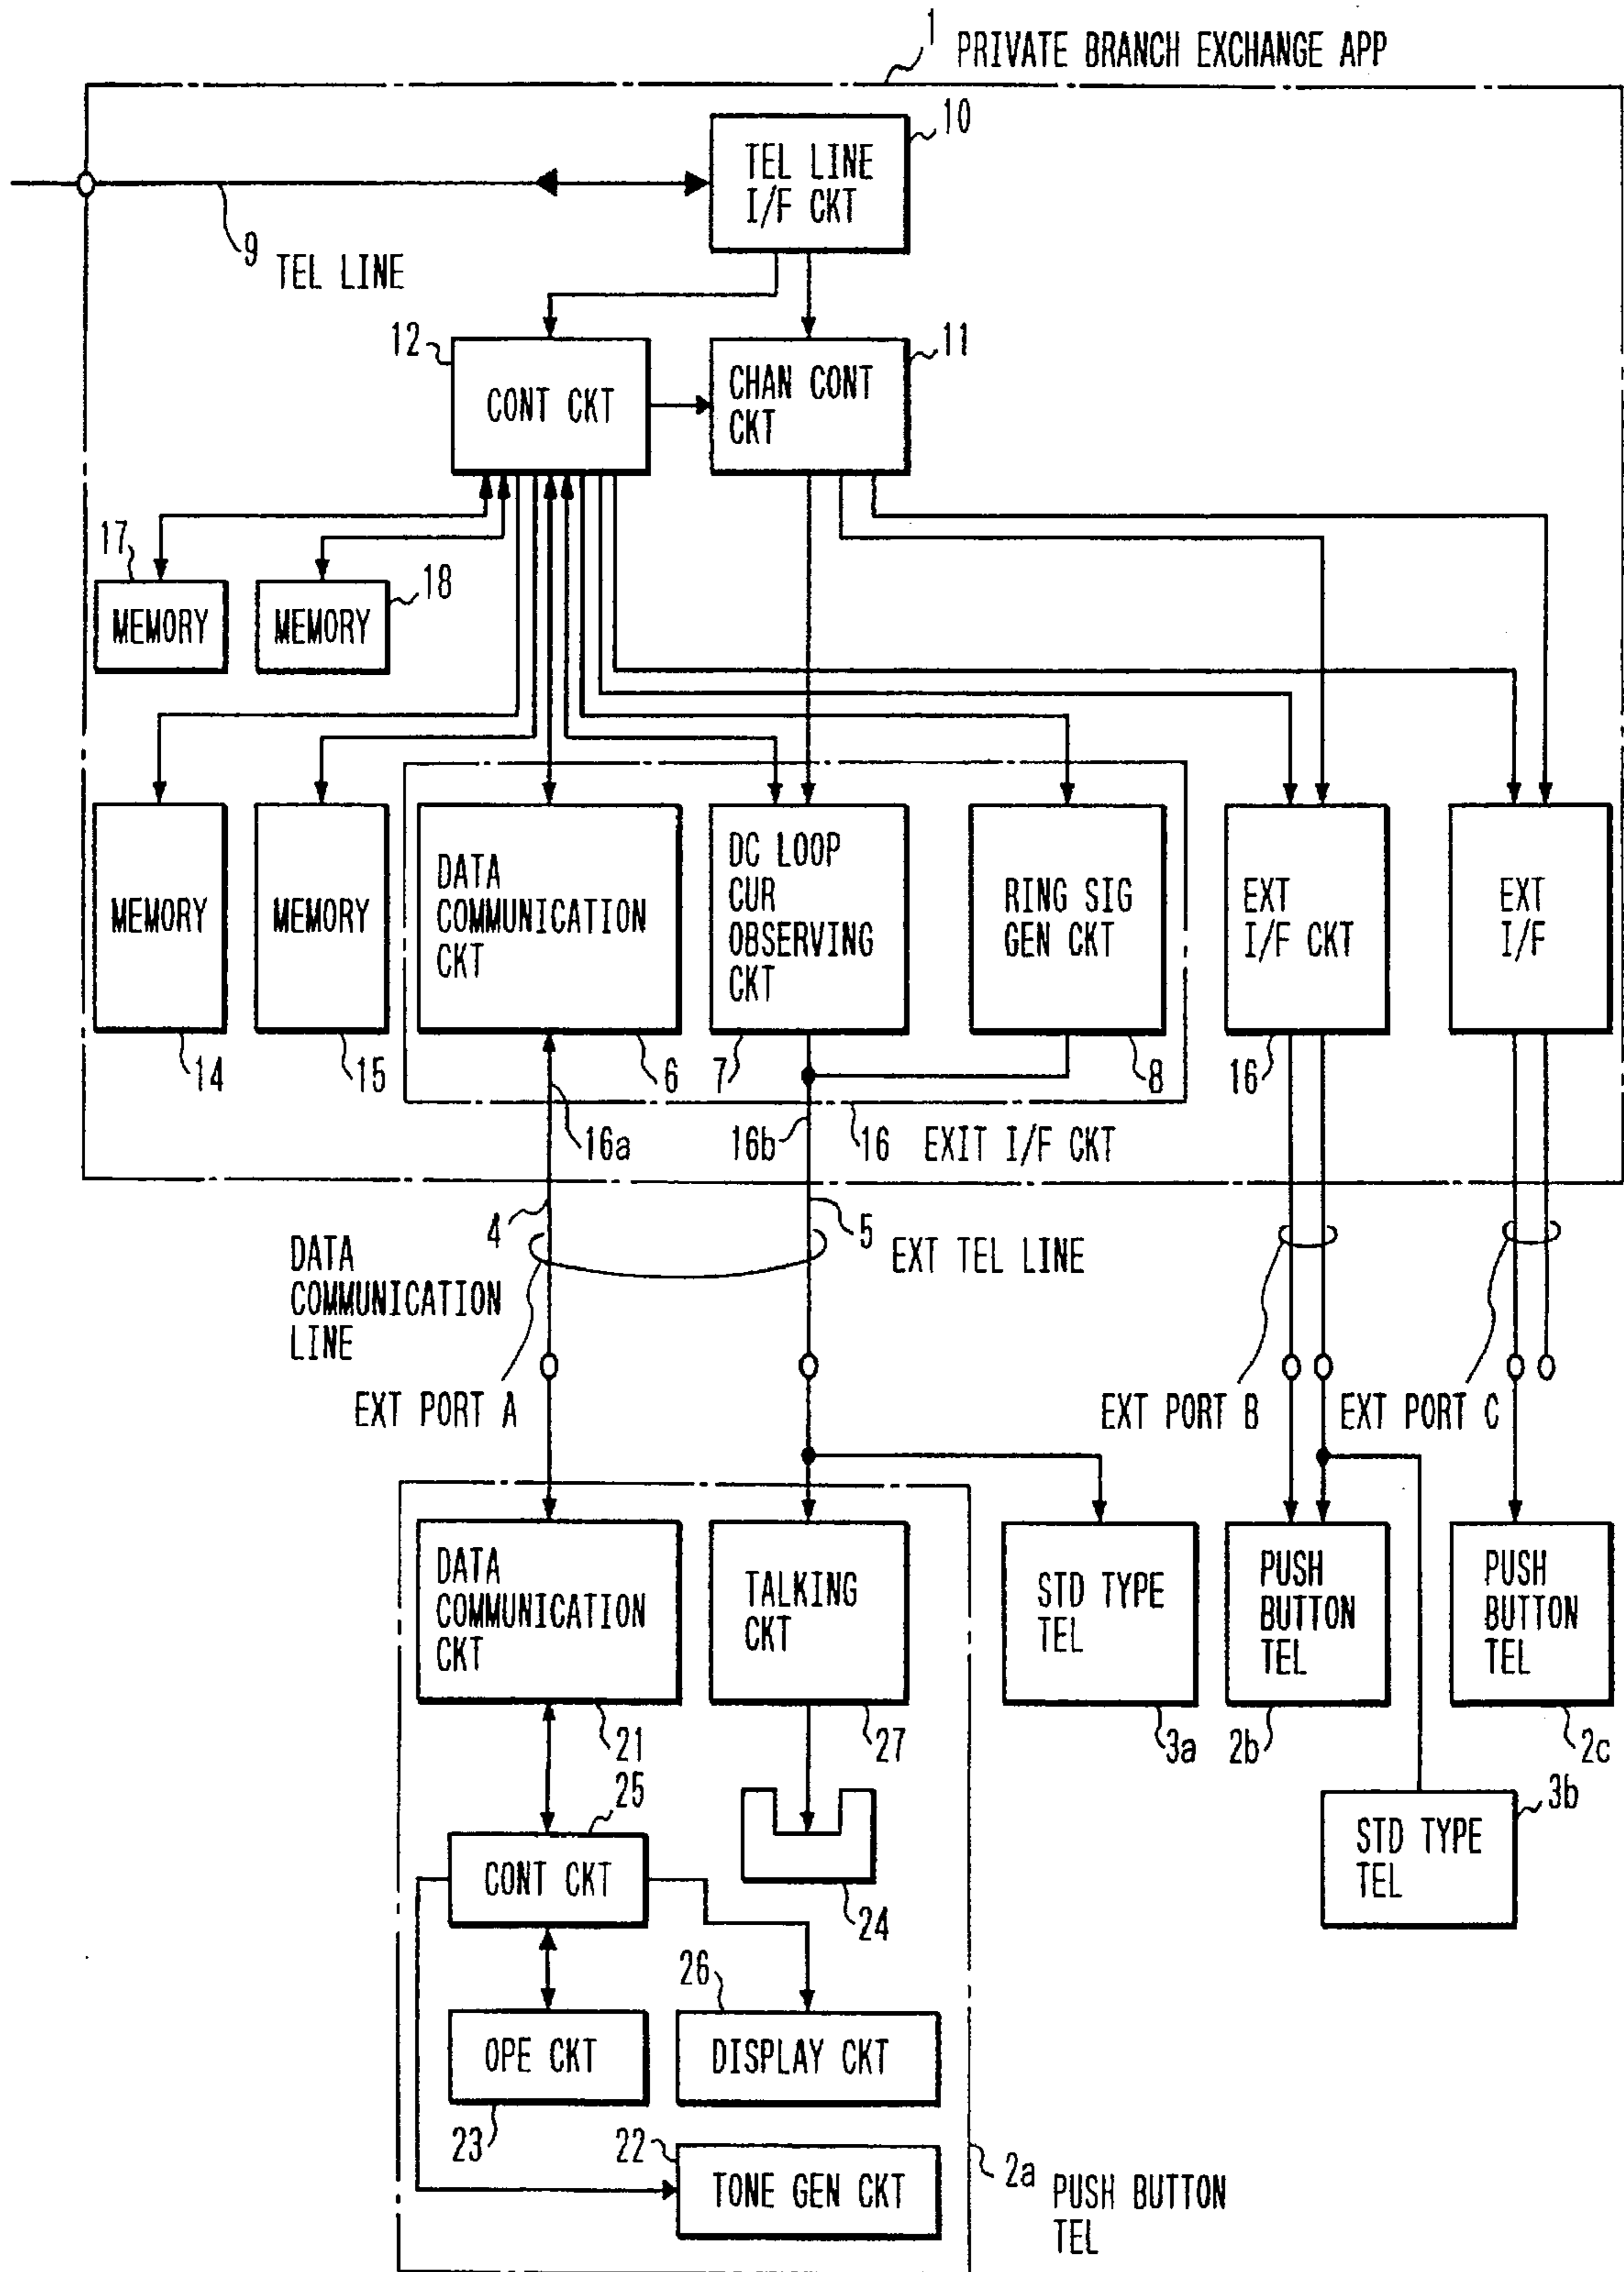 1 PRIVATE BRANCH EXCHANGE APP
10
TEL LINE
I/F CKT
9
TEL LINE
12
CONT CKT
11
CHAN CONT
CKT
17
MEMORY
18
MEMORY
MEMORY
14
MEMORY
15
DATA
COMMUNICATION
CKT
6
DC LOOP
CUR
OBSERVING
CKT
7
RING SIG
GEN CKT
8
EXT
I/F CKT
16
EXT
I/F
16a
16b
16 EXIT I/F CKT
4
DATA
COMMUNICATION
LINE
5
EXT TEL LINE
EXT PORT A
EXT PORT B
EXT PORT C
DATA
COMMUNICATION
CKT
21
TALKING
CKT
27
STD TYPE
TEL
3a
PUSH
BUTTON
TEL
2b
PUSH
BUTTON
TEL
2c
25
CONT CKT
24
3b
STD TYPE
TEL
OPE CKT
23
26
DISPLAY CKT
22
TONE GEN CKT
2a PUSH BUTTON
TEL